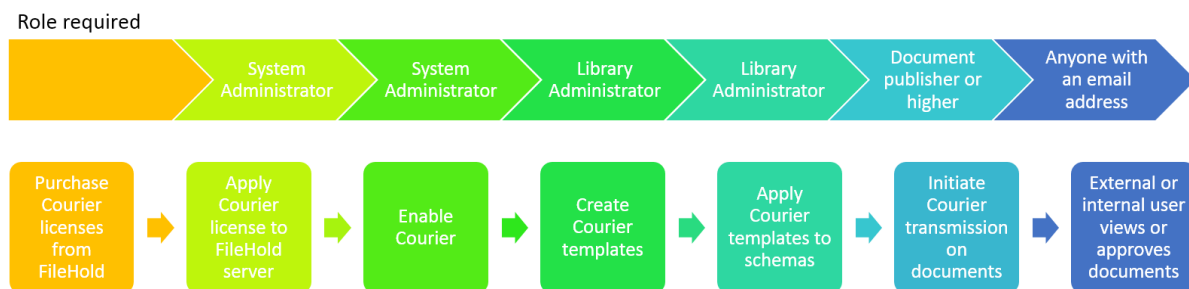 Role required
System
Administrator
System
Administrator
Library
Administrator
Library
Administrator
Document
publisher or
higher
Anyone with
an email
address
Purchase
Courier
licenses
from
FileHold
Apply
Courier
license to
FileHold
server
Enable
Courier
Create
Courier
templates
Apply
Courier
templates to
schemas
Initiate
Courier
transmission
on
documents
External or
internal user
views or
approves
documents